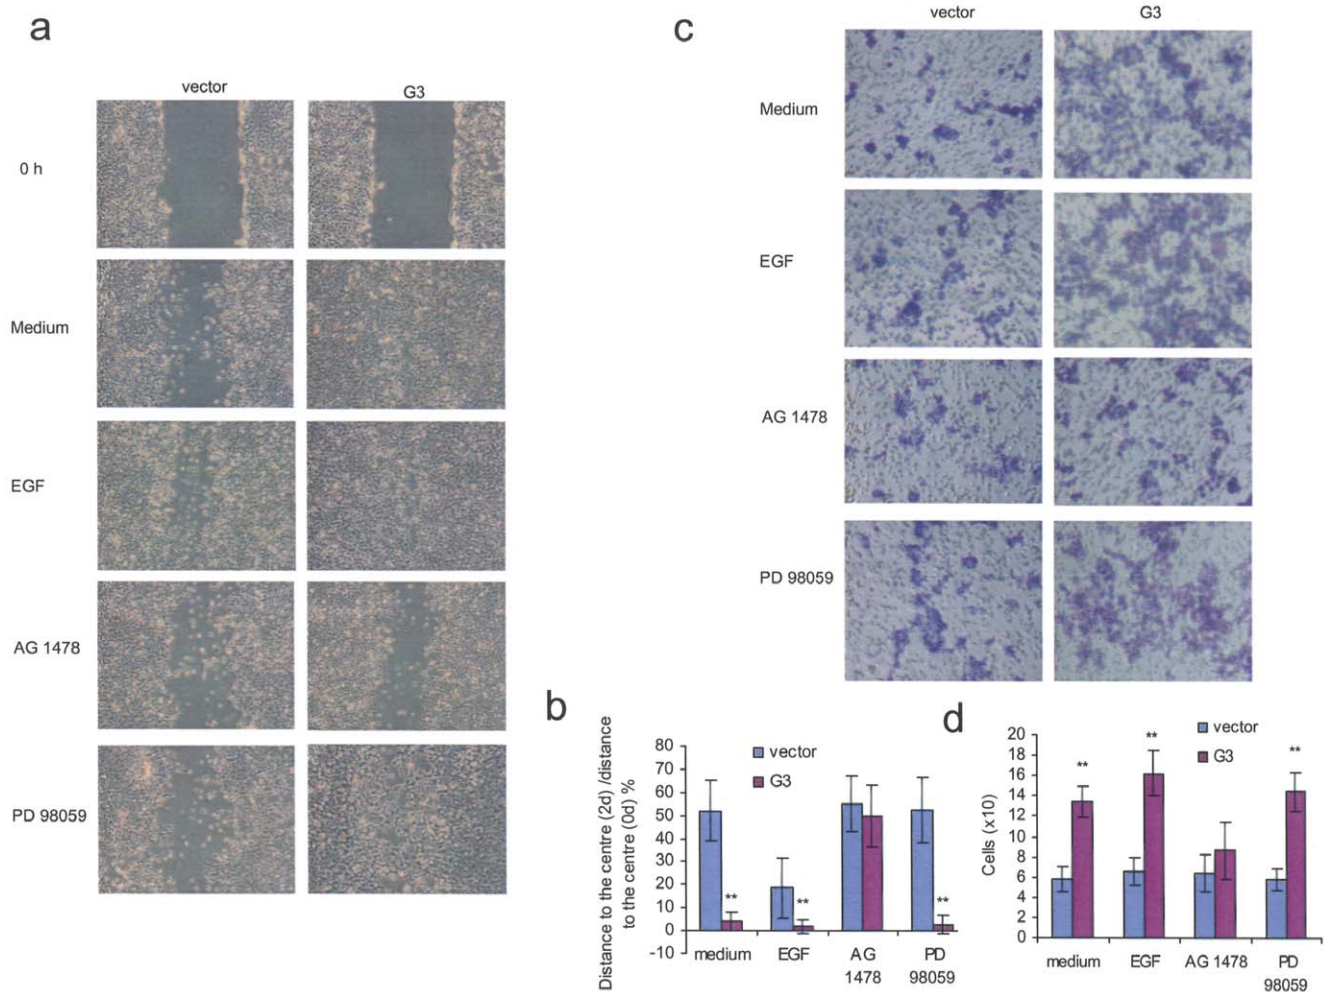 a
vector
G3
0 h
Medium
EGF
AG 1478
PD 98059
c
vector
G3
Medium
EGF
AG 1478
PD 98059
b
Distance to the centre (2d) /distance
to the centre (0d) %
80
70
60
50
40
30
20
10
0
-10
vector
G3
**
**
**
medium
EGF
AG
1478
PD
98059
d
Cells (x10)
20
18
16
14
12
10
8
6
4
2
0
vector
G3
**
**
**
medium
EGF
AG 1478
PD
98059